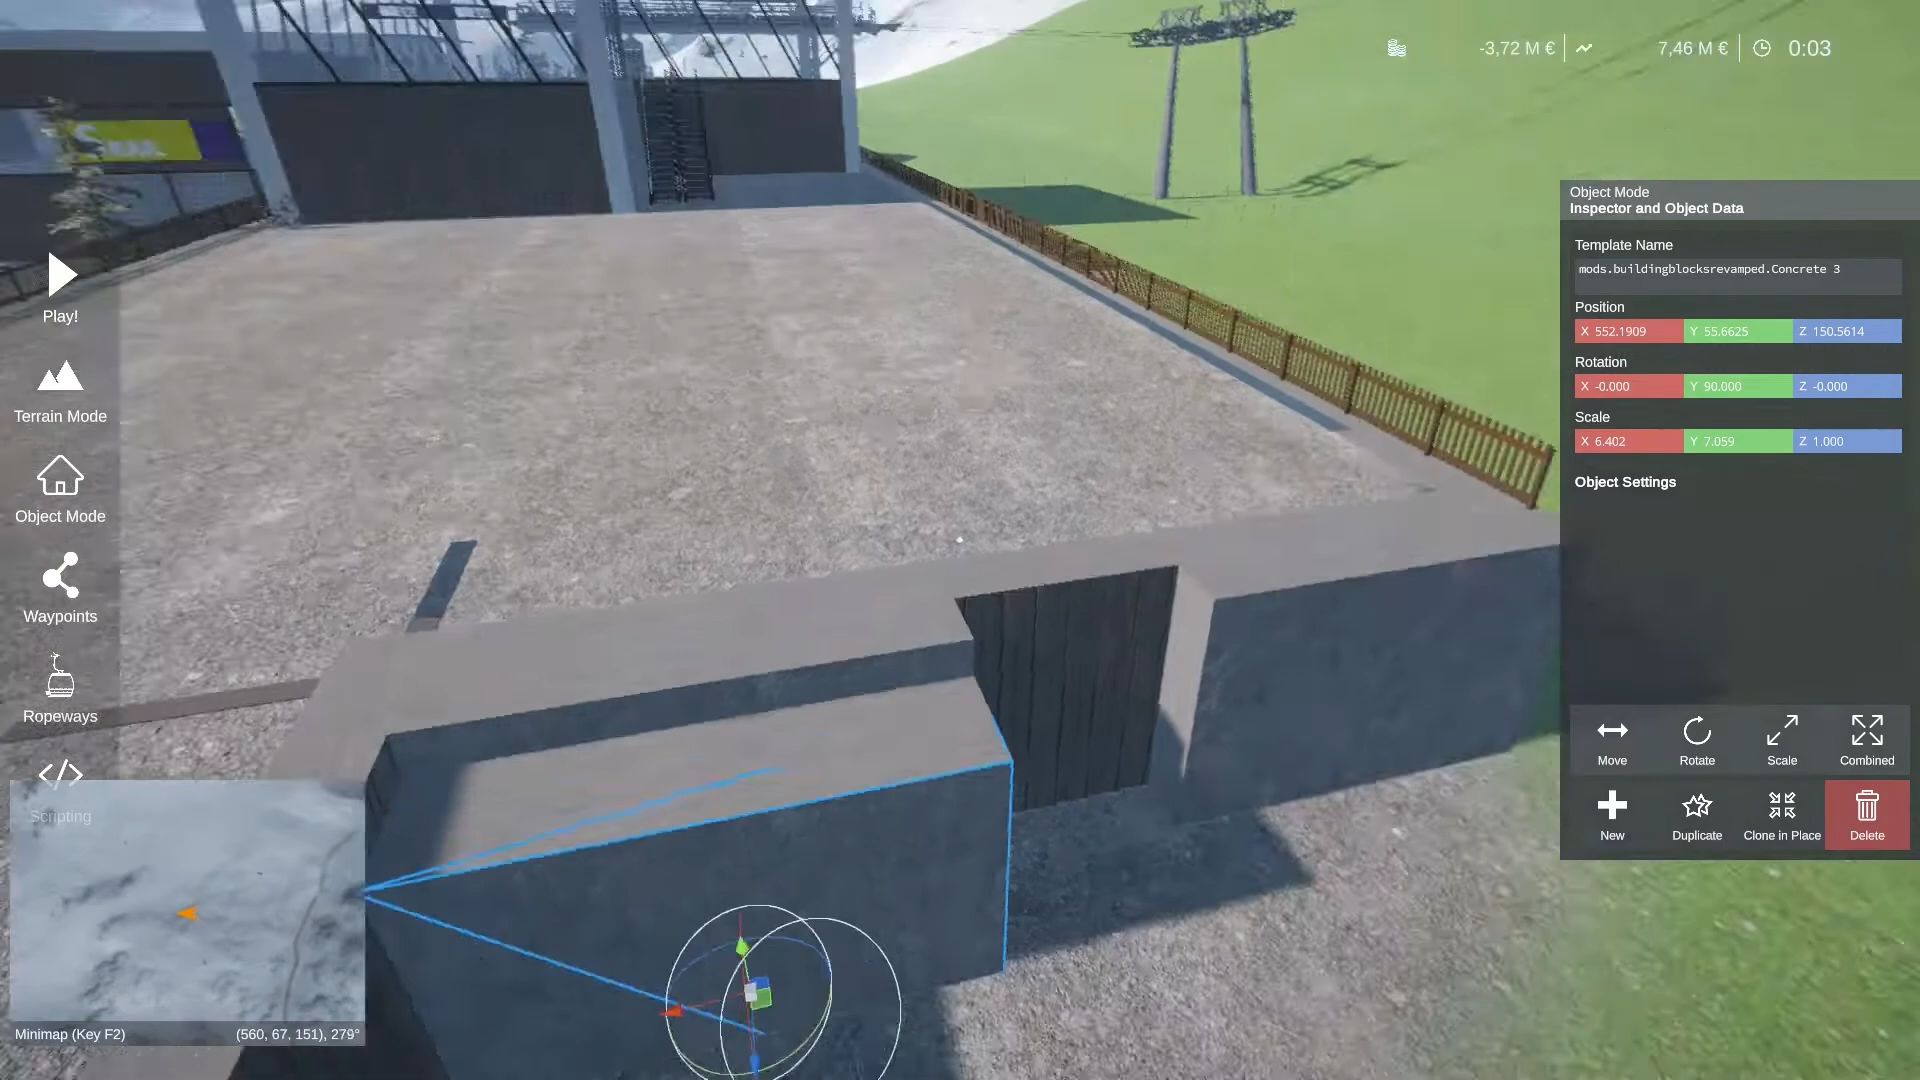 -3,72 M €
7,46 M €
0:03
Play!
Terrain Mode
Object Mode
Waypoints
Ropeways
Scripting
Minimap (Key F2)
(560, 67, 151), 279°
Object Mode
Inspector and Object Data
Template Name
mods.buildingblocksrevamped.Concrete 3
Position
X 552.1909
Y 55.6625
Z 150.5614
Rotation
X -0.000
Y 90.000
Z -0.000
Scale
X 6.402
Y 7.059
Z 1.000
Object Settings
Move
Rotate
Scale
Combined
New
Duplicate
Clone in Place
Delete